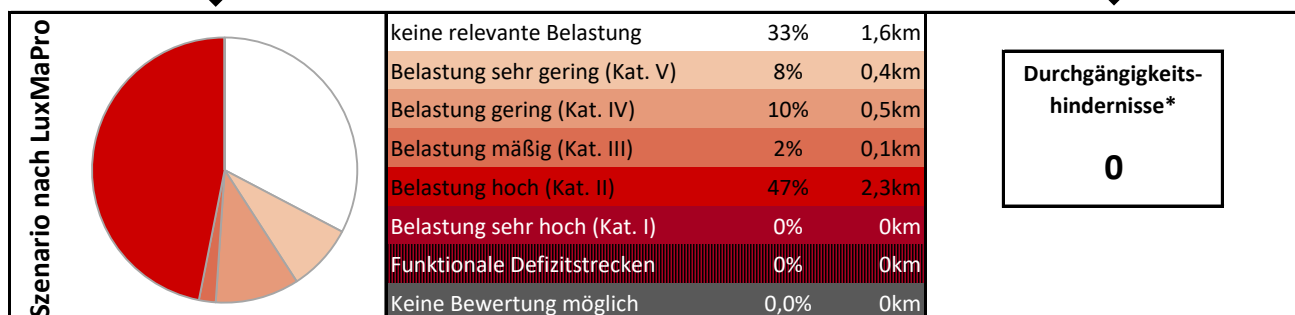 Szenario nach LuxMaPro
keine relevante Belastung 33% 1,6km
Belastung sehr gering (Kat. V) 8% 0,4km
Belastung gering (Kat. IV) 10% 0,5km
Belastung mäßig (Kat. III) 2% 0,1km
Belastung hoch (Kat. II) 47% 2,3km
Belastung sehr hoch (Kat. I) 0% 0km
Funktionale Defizitstrecken 0% 0km
Keine Bewertung möglich 0,0% 0km
Durchgängigkeits-
hindernisse*
0